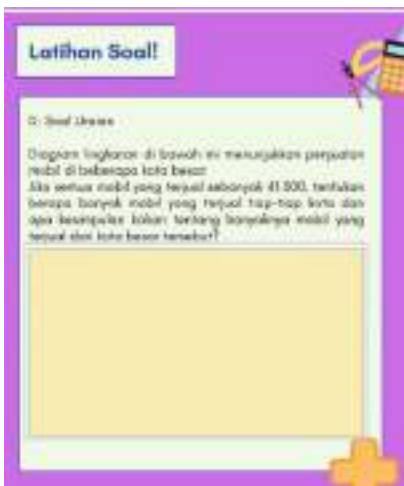 Latihan Soal!
D. Soal Uraian
Diagram lingkaran di bawah ini menunjukkan penjualan
mobil di beberapa kota besar.
Jika semua mobil yang terjual sebanyak 41.500, tentukan
berapa banyak mobil yang terjual tiap-tiap kota dan
apa kesimpulan kalian tentang banyaknya mobil yang
terjual dari kota besar tersebut?